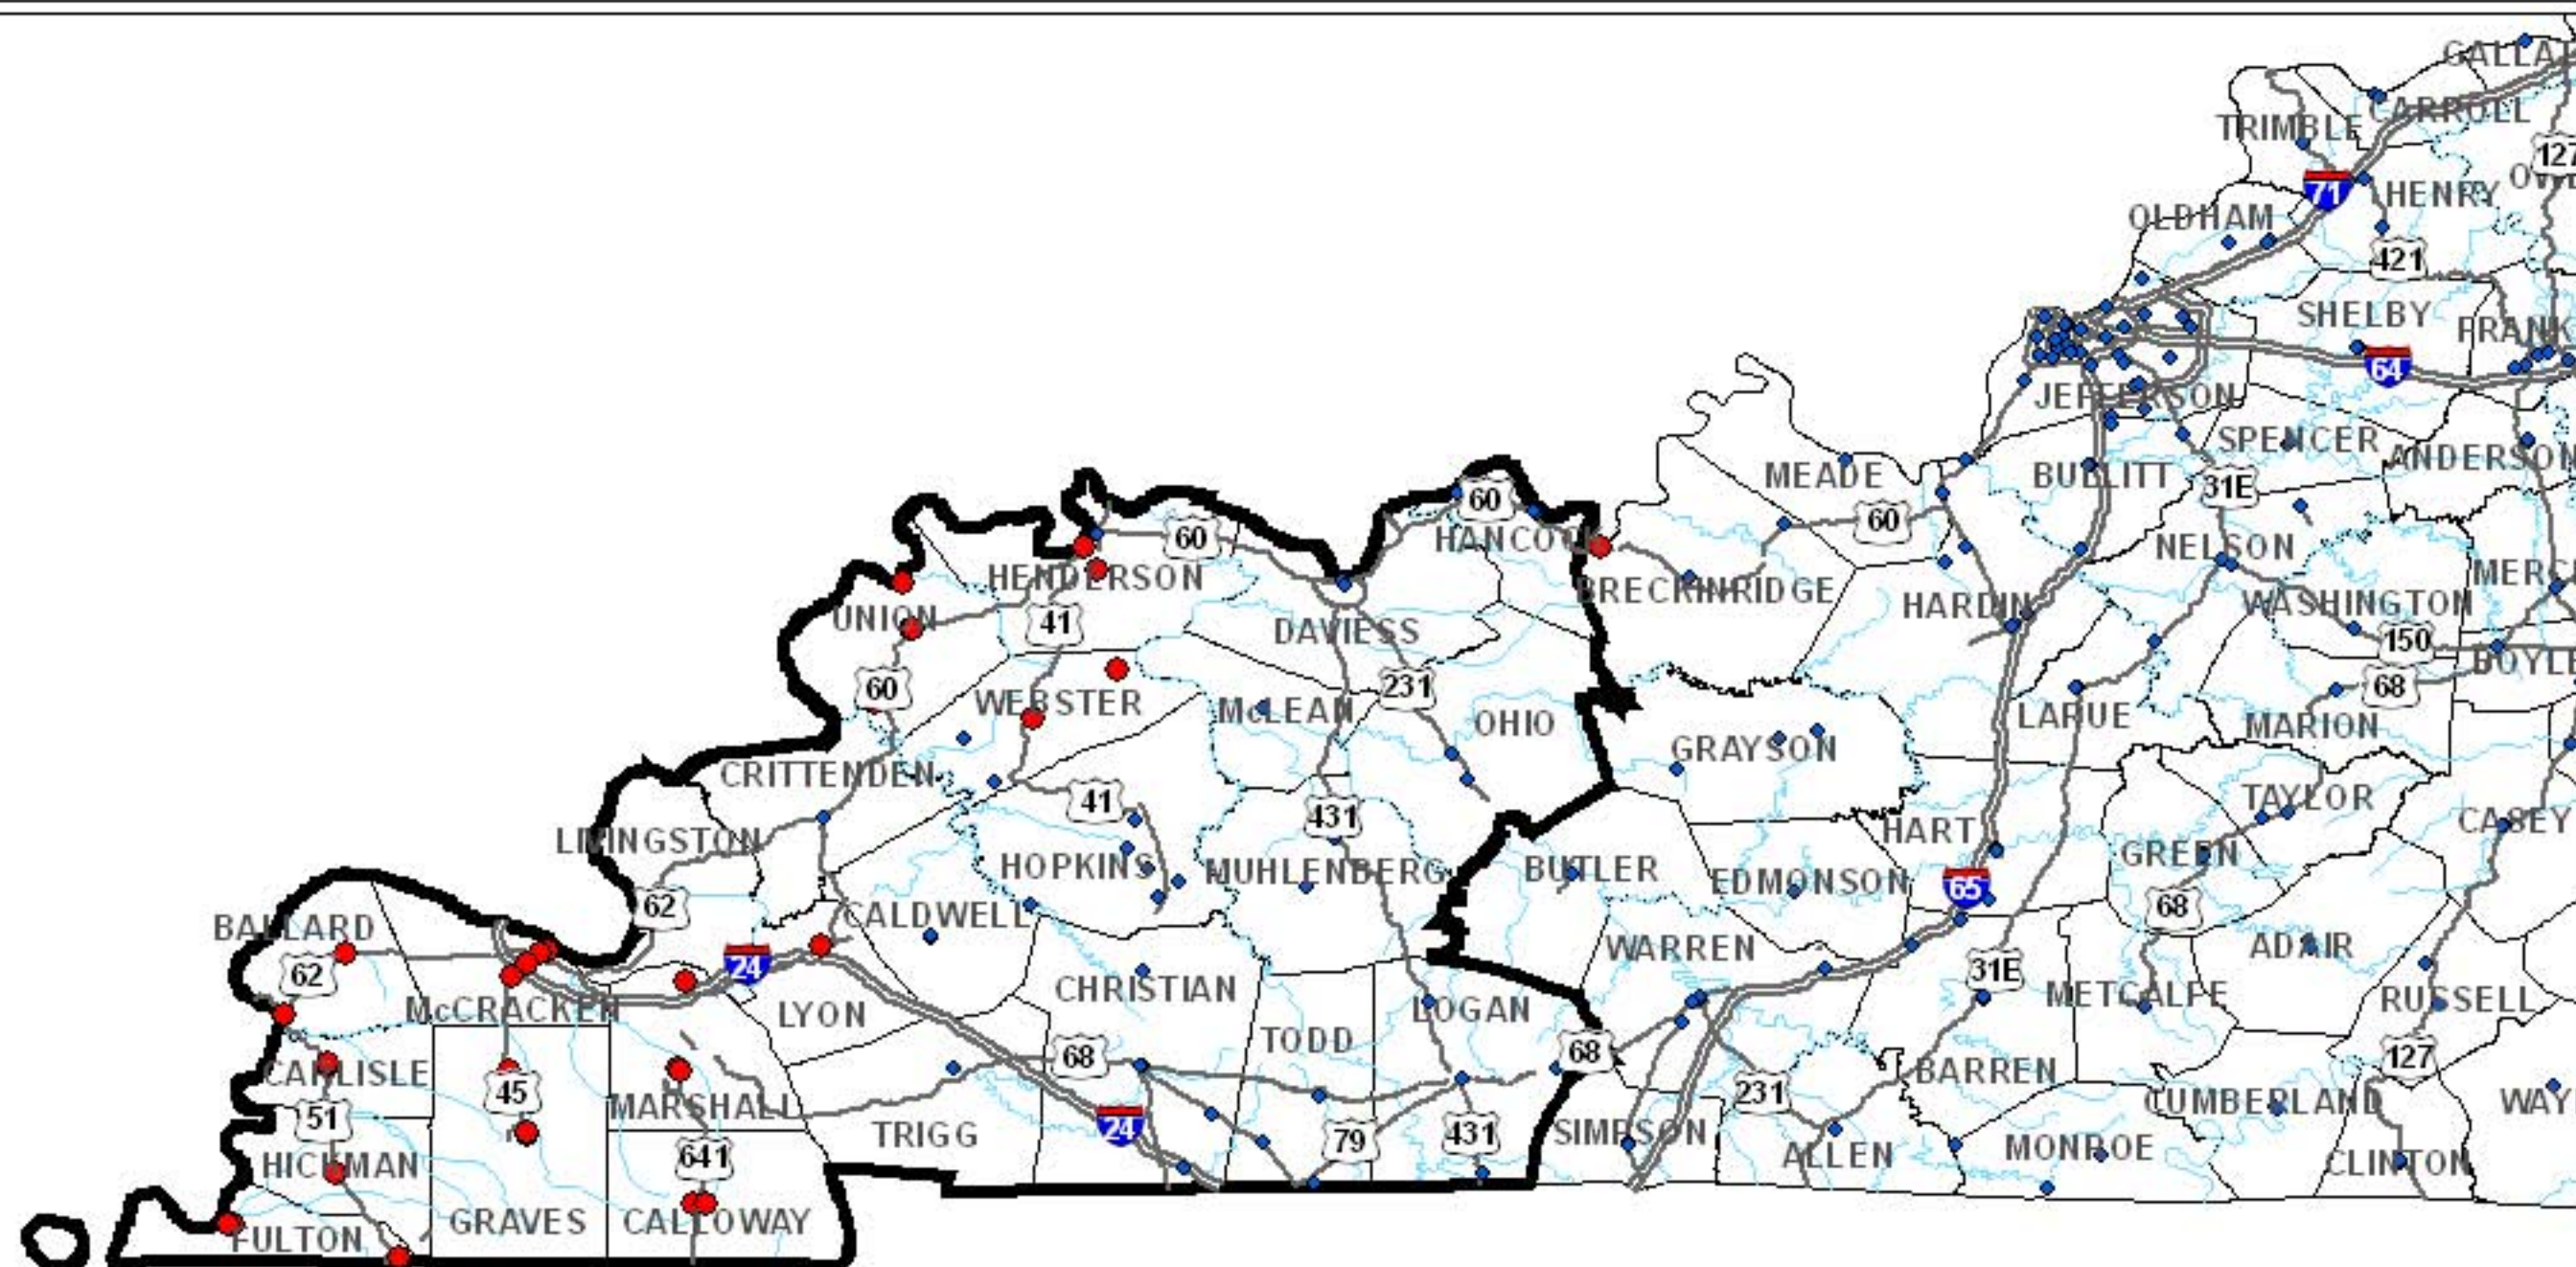 GALLAT
CARROLL
TRIMBLE
127
71
HENRY
OLDHAM
421
SHELBY
FRANK
64
JEFFERSON
SPENCER
ANDERSON
MEADE
BULLITT
31E
60
HANCOCK
60
60
NELSON
HENDERSON
BRECKINRIDGE
MERC
HARDIN
WASHINGTON
UNION
41
DAVIESS
150
BOYLE
60
231
68
WEBSTER
McLEAN
OHIO
LARUE
MARION
GRAYSON
CRITTENDEN
41
TAYLOR
431
CASEY
LIVINGSTON
HART
GREEN
HOPKINS
MUHLENBERG
BUTLER
EDMONSON
65
62
CALDWELL
68
BALLARD
WARREN
ADAIR
24
62
31E
CHRISTIAN
METCALFE
RUSSELL
McCRACKEN
LYON
LOGAN
TODD
68
68
127
CARLISLE
BARREN
45
231
MARSHALL
CUMBERLAND
WAY
51
24
TRIGG
79
431
SIMPSON
MONROE
641
ALLEN
HICKMAN
CLINTON
GRAVES
CALLOWAY
FULTON